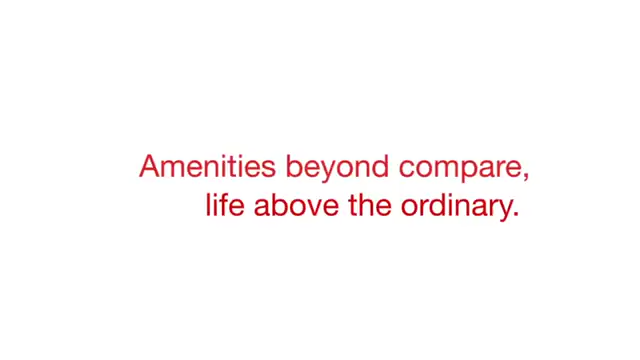 Amenities beyond compare,
life above the ordinary.